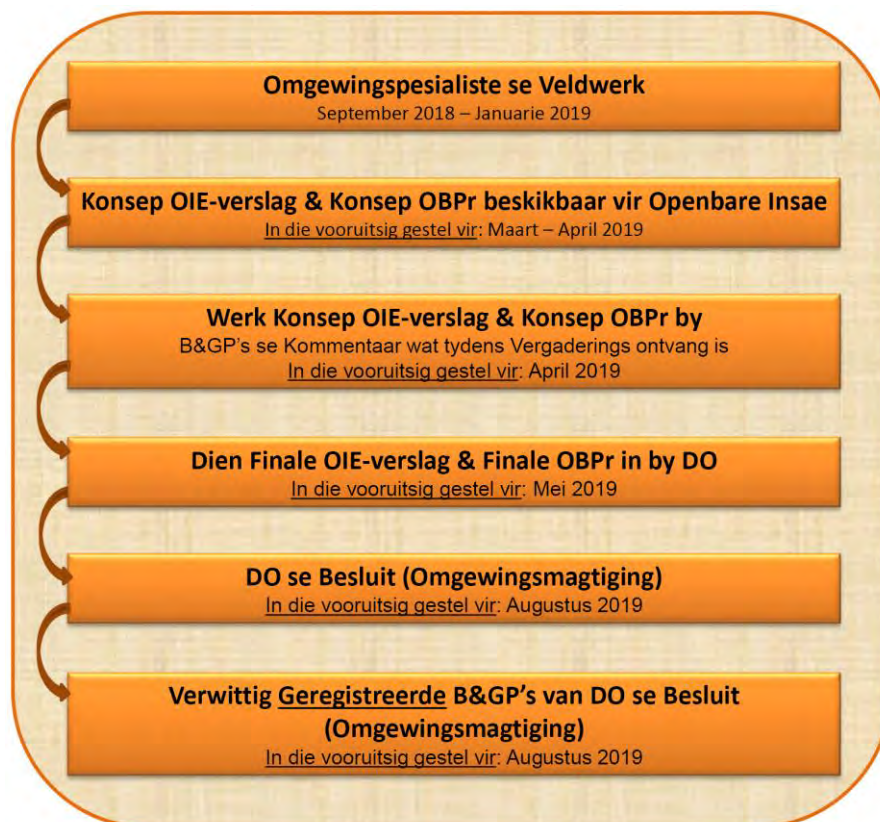 Omgewingspesialiste se Veldwerk
September 2018 – Januarie 2019
Konsep OIE-verslag & Konsep OBPr beskikbaar vir Openbare Insae
In die vooruitsig gestel vir: Maart – April 2019
Werk Konsep OIE-verslag & Konsep OBPr by
B&GP’s se Kommentaar wat tydens Vergaderings ontvang is
In die vooruitsig gestel vir: April 2019
Dien Finale OIE-verslag & Finale OBPr in by DO
In die vooruitsig gestel vir: Mei 2019
DO se Besluit (Omgewingsmagtiging)
In die vooruitsig gestel vir: Augustus 2019
Verwittig Geregistreerde B&GP’s van DO se Besluit
(Omgewingsmagtiging)
In die vooruitsig gestel vir: Augustus 2019